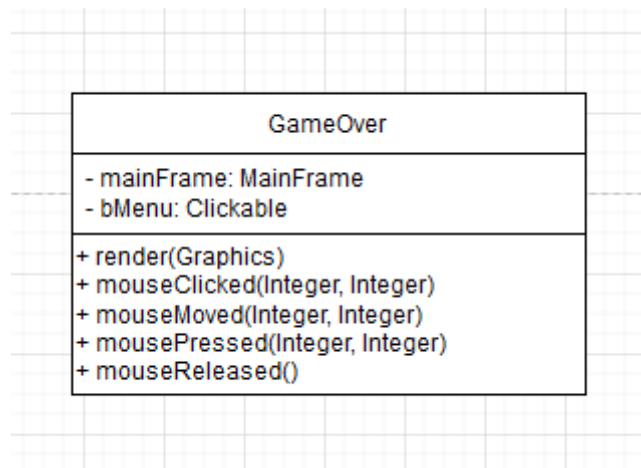 GameOver
- mainFrame: MainFrame
- bMenu: Clickable
+ render(Graphics)
+ mouseClicked(Integer, Integer)
+ mouseMoved(Integer, Integer)
+ mousePressed(Integer, Integer)
+ mouseReleased()